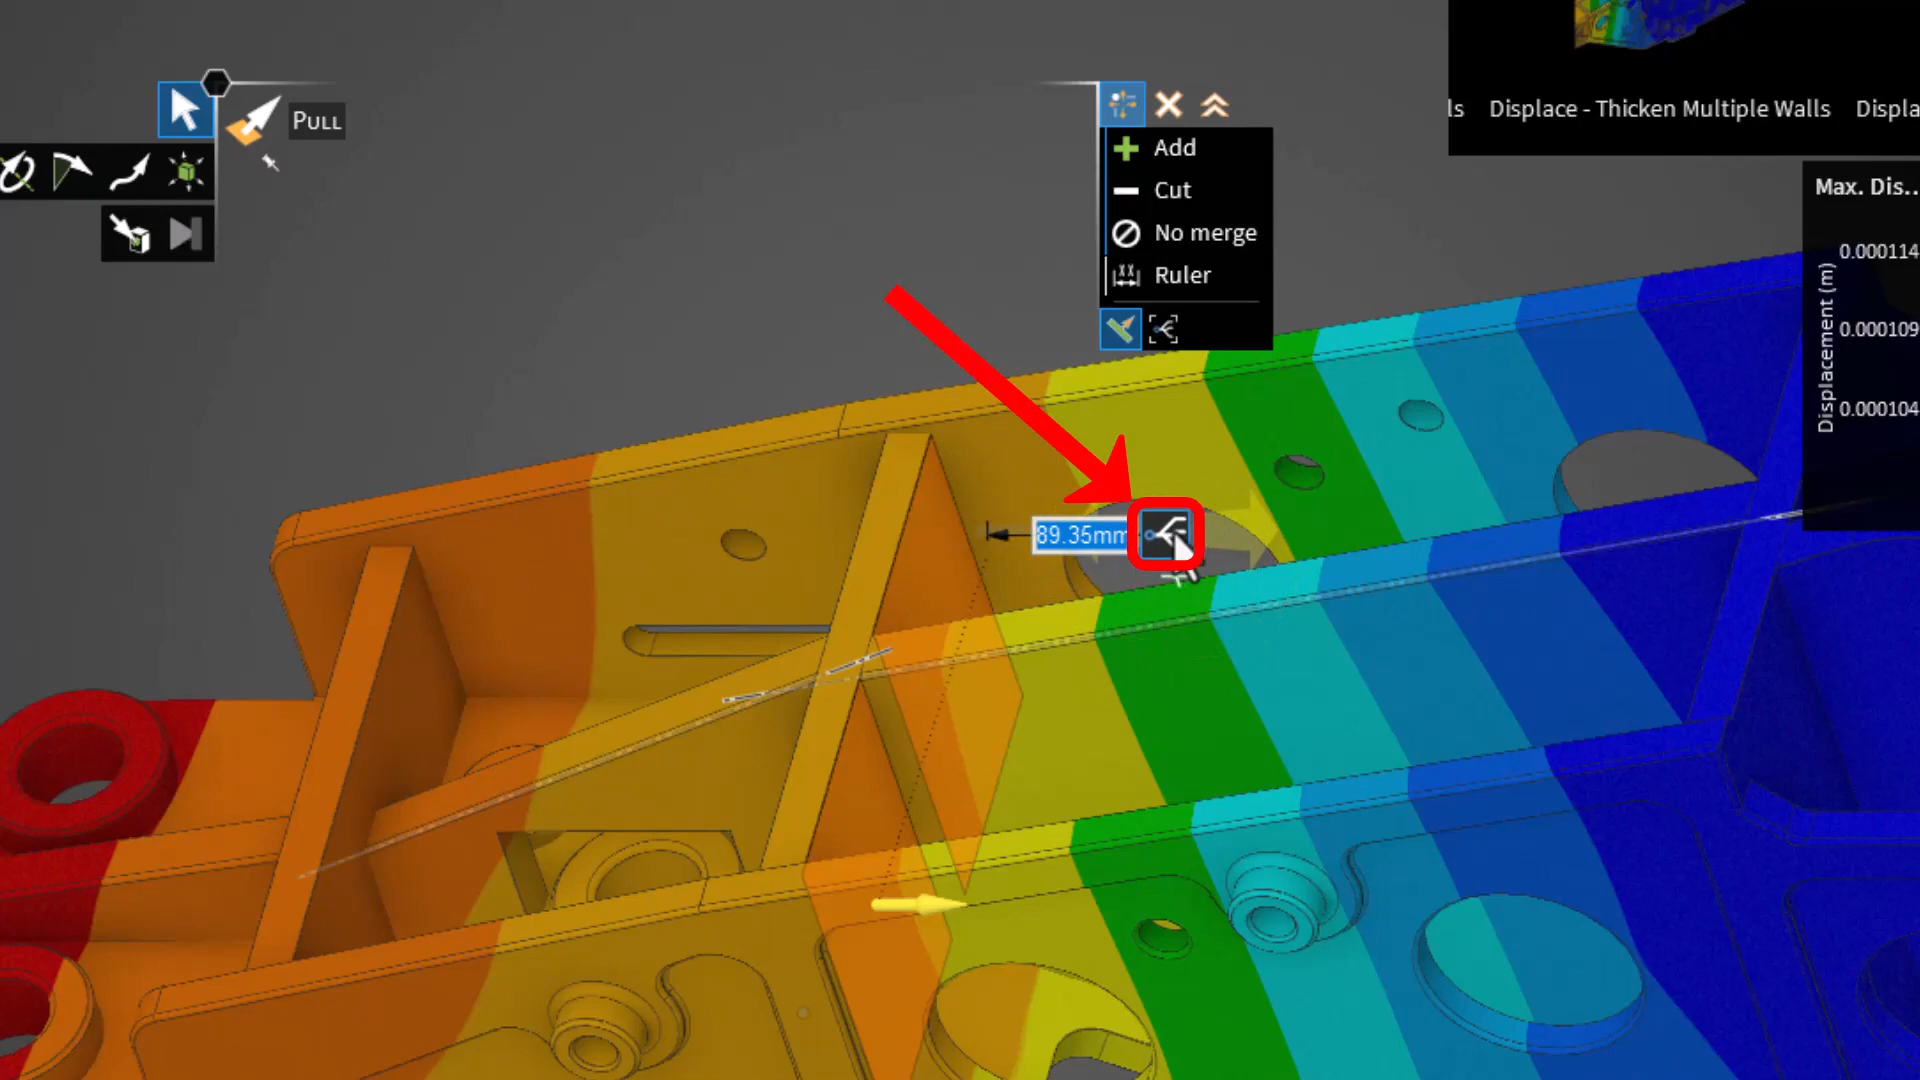 PULL
Add
Cut
No merge
Ruler
ls Displace - Thicken Multiple Walls Displa
Max. Dis..
0.000114
0.000109
0.000104
Displacement (m)
89.35mm